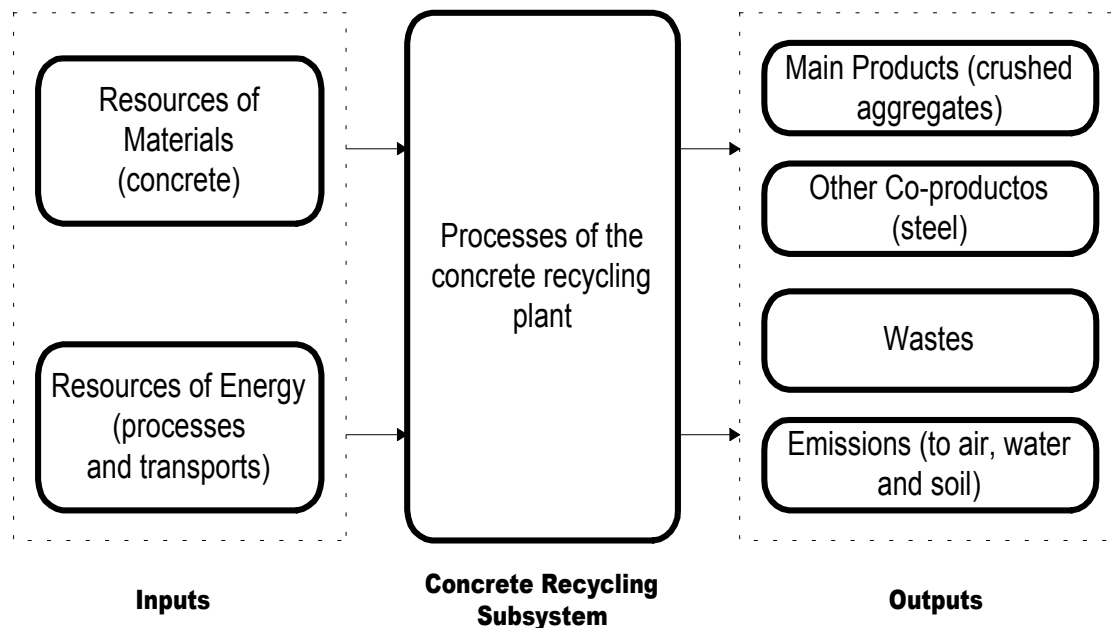 Resources of
Materials
(concrete)
Resources of Energy
(processes
and transports)
Inputs
Processes of the
concrete recycling
plant
Concrete Recycling
Subsystem
Main Products (crushed
aggregates)
Other Co-productos
(steel)
Wastes
Emissions (to air, water
and soil)
Outputs